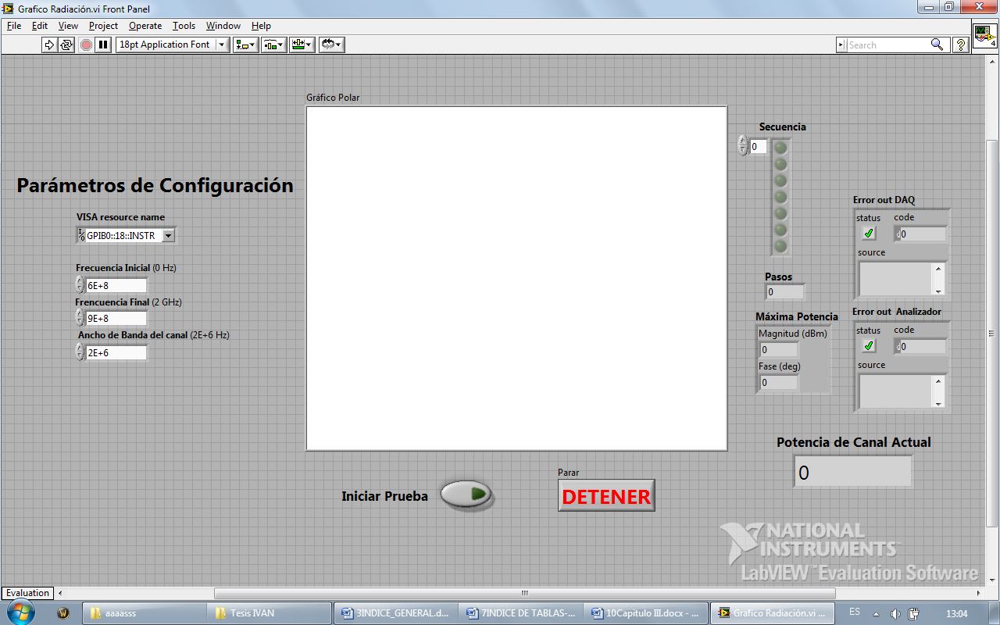 Grafico Radiación.vi Front Panel
File Edit View Project Operate Tools Window Help
18pt Application Font
Search
4
Gráfico Polar
Secuencia
0
Parámetros de Configuración
VISA resource name
GPIB0::18::INSTR
Frecuencia Inicial (0 Hz)
6E+8
Frencuencia Final (2 GHz)
9E+8
Ancho de Banda del canal (2E+6 Hz)
2E+6
Error out DAQ
status code
d0
source
Pasos
0
Máxima Potencia
Magnitud (dBm)
0
Fase (deg)
0
Error out Analizador
status code
d0
source
Potencia de Canal Actual
0
Iniciar Prueba
Parar
DETENER
NATIONAL
INSTRUMENTS™
LabVIEW™ Evaluation Software
Evaluation
aaaasss
Tesis IVAN
3INDICE_GENERAL.d...
7INDICE DE TABLAS-...
10Capitulo III.docx - ...
Grafico Radiación.vi ...
ES
13:04